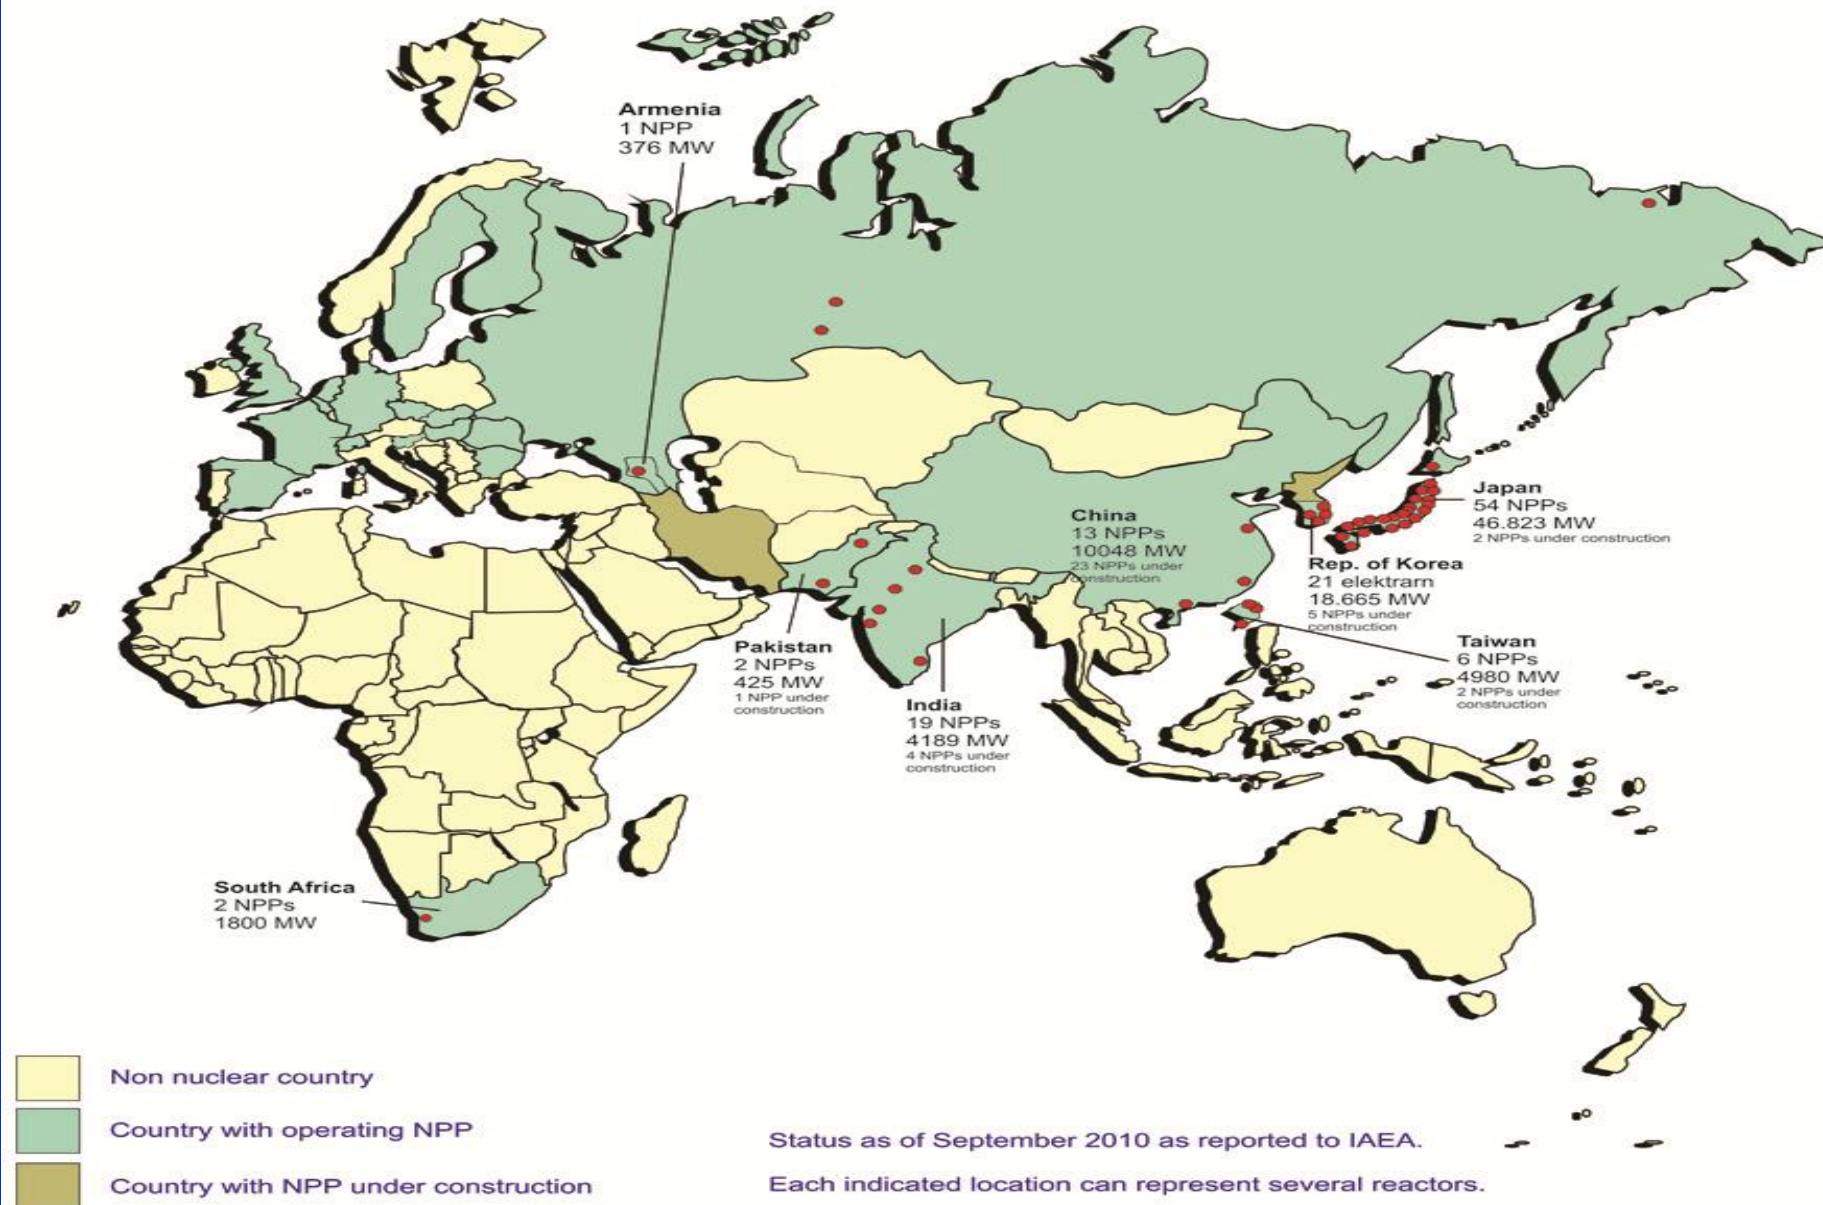 Armenia
1 NPP
376 MW
China
13 NPPs
10048 MW
23 NPPs under
construction
Japan
54 NPPs
46.823 MW
2 NPPs under construction
Rep. of Korea
21 elektrarn
18.665 MW
5 NPPs under
construction
Taiwan
6 NPPs
4980 MW
2 NPPs under
construction
Pakistan
2 NPPs
425 MW
1 NPP under
construction
India
19 NPPs
4189 MW
4 NPPs under
construction
South Africa
2 NPPs
1800 MW
Non nuclear country
Country with operating NPP
Country with NPP under construction
Status as of September 2010 as reported to IAEA.
Each indicated location can represent several reactors.